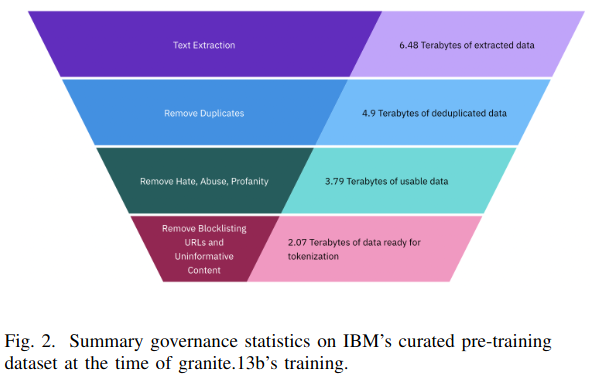 Text Extraction
6.48 Terabytes of extracted data
Remove Duplicates
4.9 Terabytes of deduplicated data
Remove Hate, Abuse, Profanity
3.79 Terabytes of usable data
Remove Blocklisting
URLs and
Uninformative
Content
2.07 Terabytes of data ready for
tokenization
Fig. 2. Summary governance statistics on IBM's curated pre-training
dataset at the time of granite.13b's training.